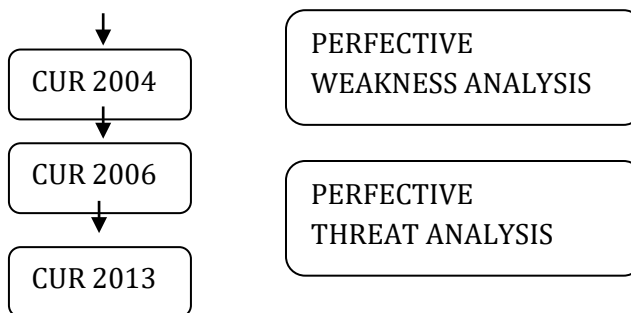 CUR 2004
CUR 2006
CUR 2013
PERFECTIVE
WEAKNESS ANALYSIS
PERFECTIVE
THREAT ANALYSIS